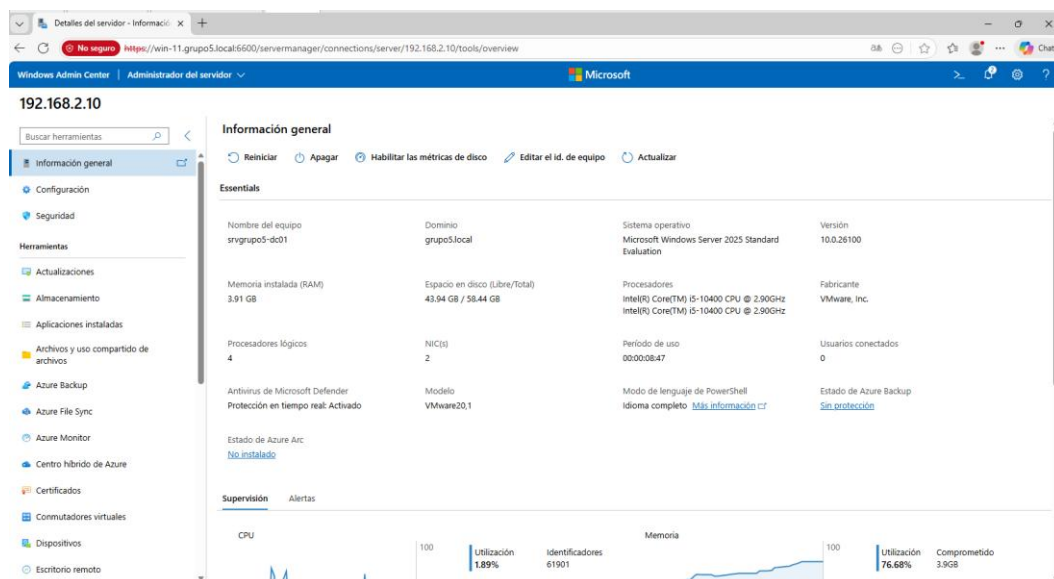 Detalles del servidor - Informació
No seguro
https://win-11.grupo5.local:6600/servermanager/connections/server/192.168.2.10/tools/overview
Chat
Windows Admin Center | Administrador del servidor
Microsoft
192.168.2.10
Buscar herramientas
Información general
Configuración
Seguridad
Herramientas
Actualizaciones
Almacenamiento
Aplicaciones instaladas
Archivos y uso compartido de
archivos
Azure Backup
Azure File Sync
Azure Monitor
Centro híbrido de Azure
Certificados
Conmutadores virtuales
Dispositivos
Escritorio remoto
Información general
Reiniciar Apagar Habilitar las métricas de disco Editar el id. de equipo Actualizar
Essentials
Nombre del equipo
srvgrupo5-dc01
Dominio
grupo5.local
Sistema operativo
Microsoft Windows Server 2025 Standard
Evaluation
Versión
10.0.26100
Memoria instalada (RAM)
3.91 GB
Espacio en disco (Libre/Total)
43.94 GB / 58.44 GB
Procesadores
Intel(R) Core(TM) i5-10400 CPU @ 2.90GHz
Intel(R) Core(TM) i5-10400 CPU @ 2.90GHz
Fabricante
VMware, Inc.
Procesadores lógicos
4
NIC(s)
2
Período de uso
00:00:08:47
Usuarios conectados
0
Antivirus de Microsoft Defender
Protección en tiempo real: Activado
Modelo
VMware20,1
Modo de lenguaje de PowerShell
Idioma completo Más información
Estado de Azure Backup
Sin protección
Estado de Azure Arc
No instalado
Supervisión Alertas
CPU
100
Utilización
1.89%
Identificadores
61901
Memoria
100
Utilización
76.68%
Comprometido
3.9GB